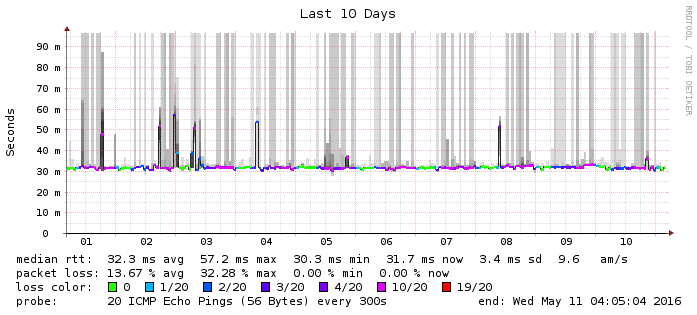 Last 10 Days
RRDTOOL / TOBI OETIKER
Seconds
90 m
80 m
70 m
60 m
50 m
40 m
30 m
20 m
10 m
0
01 02 03 04 05 06 07 08 09 10
median rtt: 32.3 ms avg 57.2 ms max 30.3 ms min 31.7 ms now 3.4 ms sd 9.6 am/s
packet loss: 13.67 % avg 32.28 % max 0.00 % min 0.00 % now
loss color: 0 1/20 2/20 3/20 4/20 10/20 19/20
probe: 20 ICMP Echo Pings (56 Bytes) every 300s end: Wed May 11 04:05:04 2016